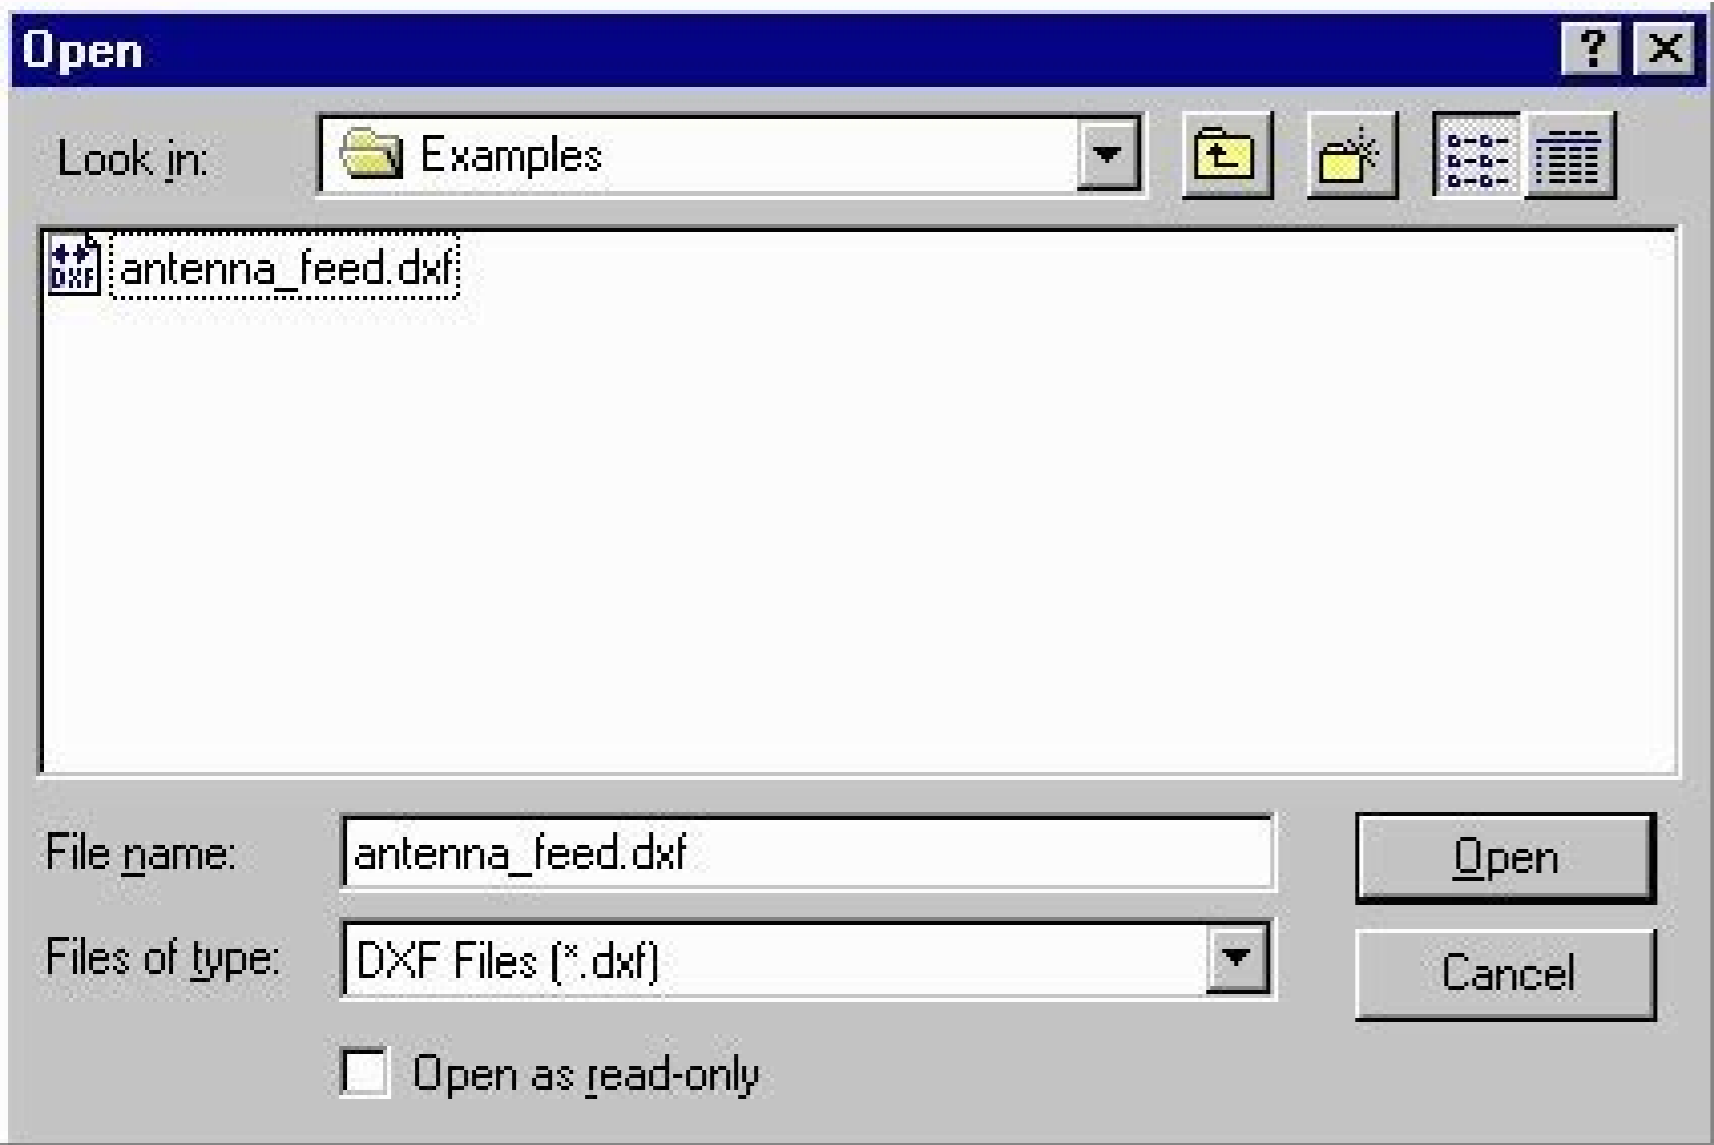 Open ? X
Look in: Examples
DXF antenna_feed.dxf
File name: antenna_feed.dxf Open
Files of type: DXF Files (*.dxf) Cancel
Open as read-only